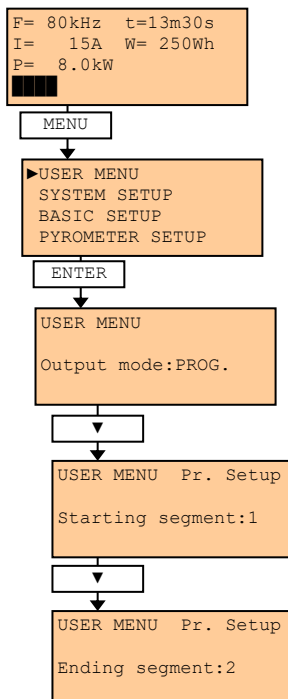 F= 80kHz t=13m30s
I= 15A W= 250Wh
P= 8.0kW
MENU
►USER MENU
SYSTEM SETUP
BASIC SETUP
PYROMETER SETUP
ENTER
USER MENU
Output mode:PROG.
▼
USER MENU Pr. Setup
Starting segment:1
▼
USER MENU Pr. Setup
Ending segment:2